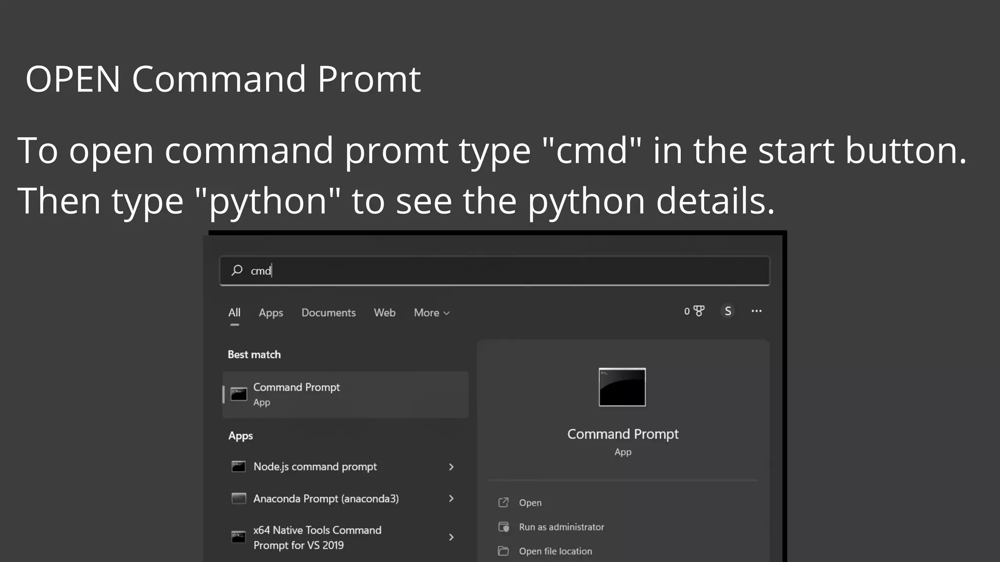 OPEN Command Promt
To open command promt type "cmd" in the start button.
Then type "python" to see the python details.
cmd
All Apps Documents Web More
0 S ...
Best match
Command Prompt
App
Apps
Node.js command prompt
Anaconda Prompt (anaconda3)
x64 Native Tools Command
Prompt for VS 2019
Command Prompt
App
Open
Run as administrator
Open file location